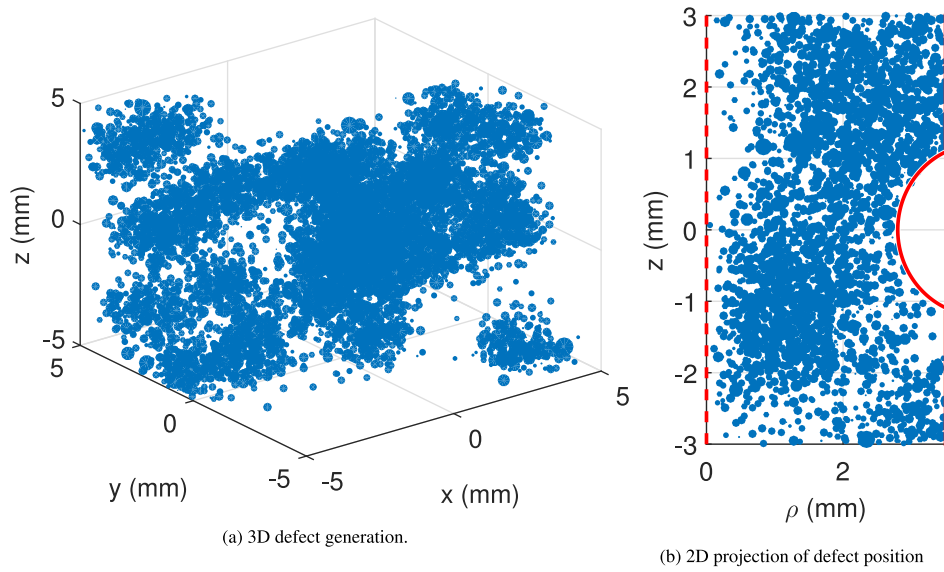 5
0
-5
z (mm)
5
0
-5
y (mm)
-5
0
5
x (mm)
(a) 3D defect generation.
3
2
1
0
-1
-2
-3
z (mm)
0
2
ρ (mm)
(b) 2D projection of defect position